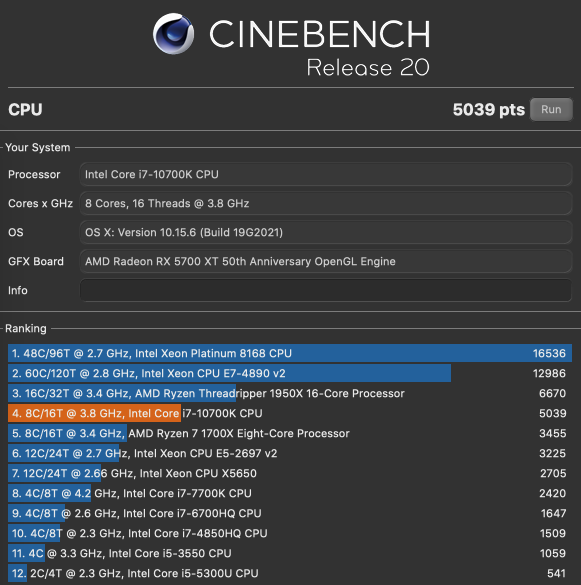 CINEBENCH
Release 20
CPU 5039 pts Run
Your System
Processor Intel Core i7-10700K CPU
Cores x GHz 8 Cores, 16 Threads @ 3.8 GHz
OS OS X: Version 10.15.6 (Build 19G2021)
GFX Board AMD Radeon RX 5700 XT 50th Anniversary OpenGL Engine
Info
Ranking
1. 48C/96T @ 2.7 GHz, Intel Xeon Platinum 8168 CPU 16536
2. 60C/120T @ 2.8 GHz, Intel Xeon CPU E7-4890 v2 12986
3. 16C/32T @ 3.4 GHz, AMD Ryzen Threadripper 1950X 16-Core Processor 6670
4. 8C/16T @ 3.8 GHz, Intel Core i7-10700K CPU 5039
5. 8C/16T @ 3.4 GHz, AMD Ryzen 7 1700X Eight-Core Processor 3455
6. 12C/24T @ 2.7 GHz, Intel Xeon CPU E5-2697 v2 3225
7. 12C/24T @ 2.66 GHz, Intel Xeon CPU X5650 2705
8. 4C/8T @ 4.2 GHz, Intel Core i7-7700K CPU 2420
9. 4C/8T @ 2.6 GHz, Intel Core i7-6700HQ CPU 1647
10. 4C/8T @ 2.3 GHz, Intel Core i7-4850HQ CPU 1509
11. 4C @ 3.3 GHz, Intel Core i5-3550 CPU 1059
12. 2C/4T @ 2.3 GHz, Intel Core i5-5300U CPU 541